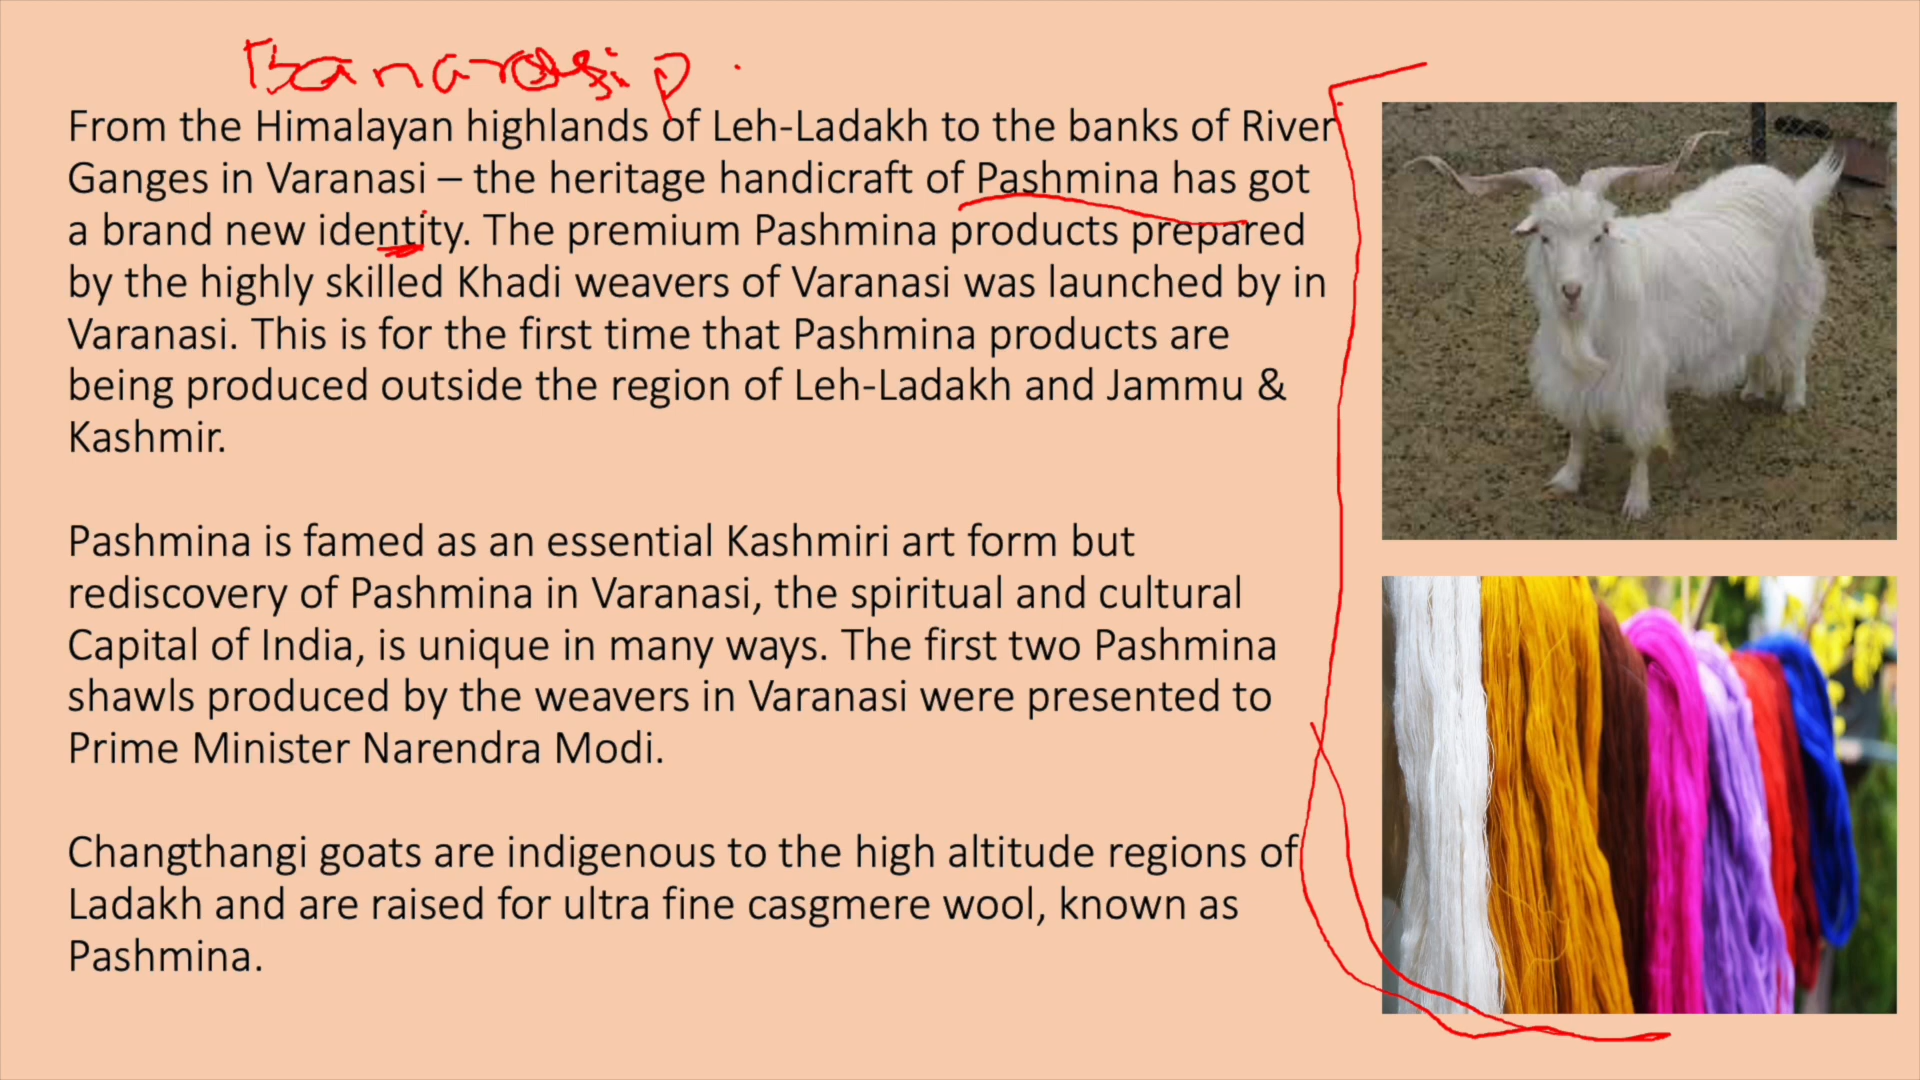 From the Himalayan highlands of Leh-Ladakh to the banks of River
Ganges in Varanasi – the heritage handicraft of Pashmina has got
a brand new identity. The premium Pashmina products prepared
by the highly skilled Khadi weavers of Varanasi was launched by in
Varanasi. This is for the first time that Pashmina products are
being produced outside the region of Leh-Ladakh and Jammu &
Kashmir.
Pashmina is famed as an essential Kashmiri art form but
rediscovery of Pashmina in Varanasi, the spiritual and cultural
Capital of India, is unique in many ways. The first two Pashmina
shawls produced by the weavers in Varanasi were presented to
Prime Minister Narendra Modi.
Changthangi goats are indigenous to the high altitude regions of
Ladakh and are raised for ultra fine casgmere wool, known as
Pashmina.